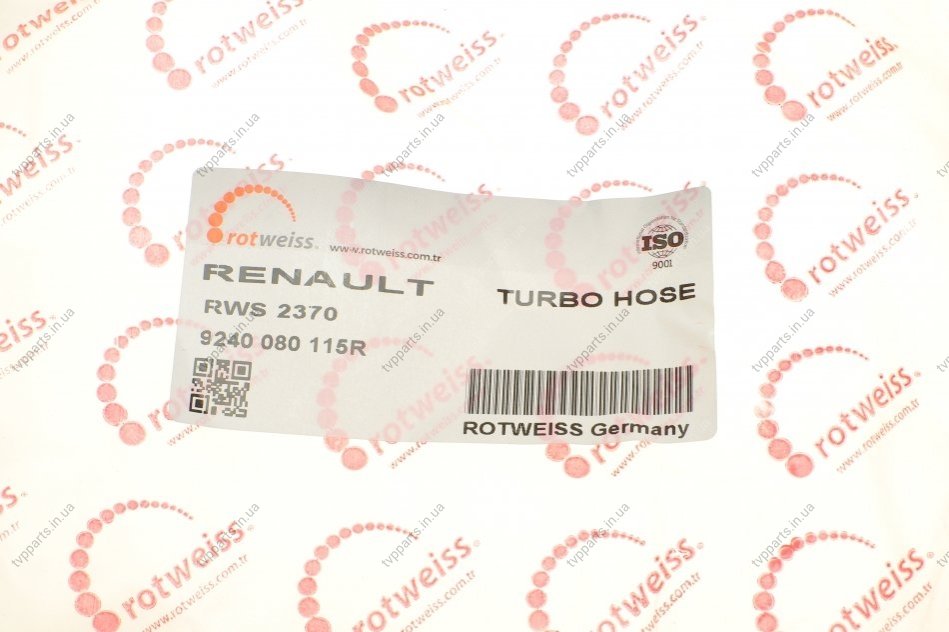 rotweiss.
www.rotweiss.com.tr
ISO
9001
RENAULT
TURBO HOSE
RWS 2370
9240 080 115R
ROTWEISS Germany
rotweiss
www.rotweiss.com.tr
tvpparts.in.ua